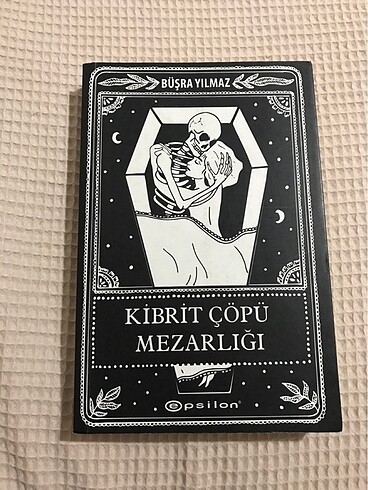 BÜŞRA YILMAZ
KİBRİT ÇÖPÜ
MEZARLIĞI
epsilon®